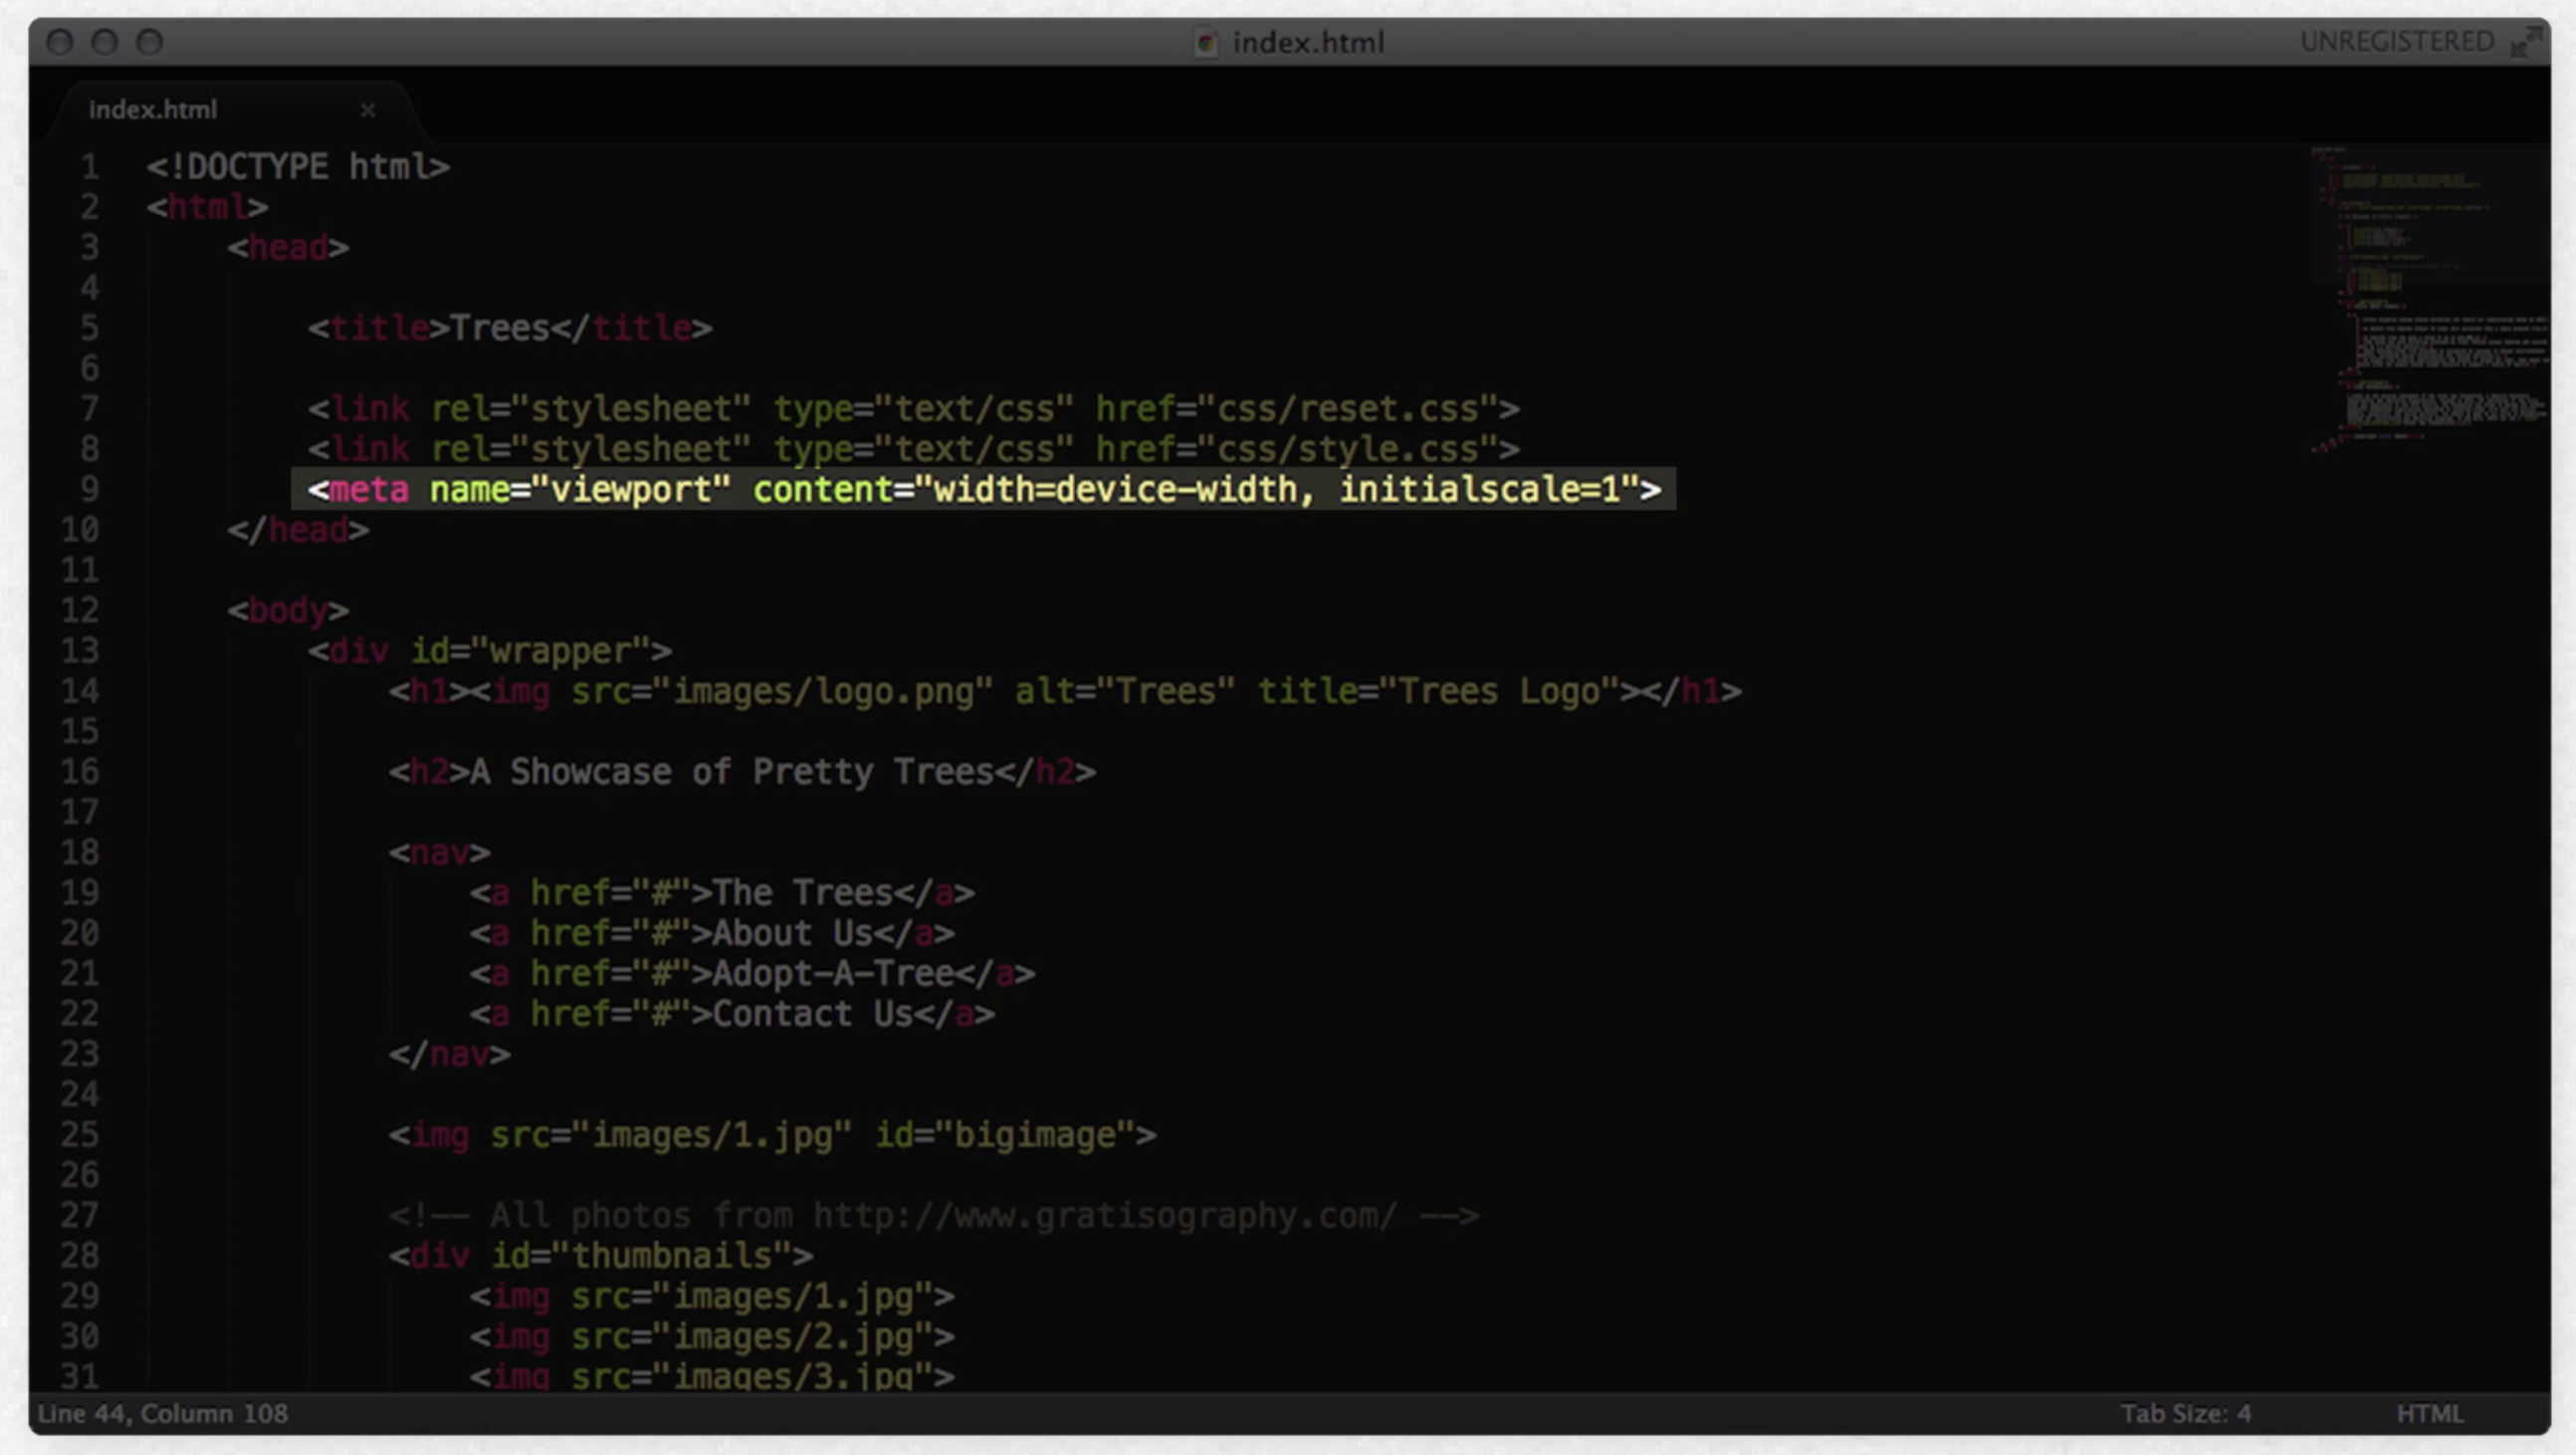 index.html
UNREGISTERED
index.html ×
1 <!DOCTYPE html>
2 <html>
3 <head>
4
5 <title>Trees</title>
6
7 <link rel="stylesheet" type="text/css" href="css/reset.css">
8 <link rel="stylesheet" type="text/css" href="css/style.css">
9 <meta name="viewport" content="width=device-width, initialscale=1">
10 </head>
11
12 <body>
13 <div id="wrapper">
14 <h1><img src="images/logo.png" alt="Trees" title="Trees Logo"></h1>
15
16 <h2>A Showcase of Pretty Trees</h2>
17
18 <nav>
19 <a href="#">The Trees</a>
20 <a href="#">About Us</a>
21 <a href="#">Adopt-A-Tree</a>
22 <a href="#">Contact Us</a>
23 </nav>
24
25 <img src="images/1.jpg" id="bigimage">
26
27 <!-- All photos from http://www.gratisography.com/ -->
28 <div id="thumbnails">
29 <img src="images/1.jpg">
30 <img src="images/2.jpg">
31 <img src="images/3.jpg">
Line 44, Column 108
Tab Size: 4
HTML